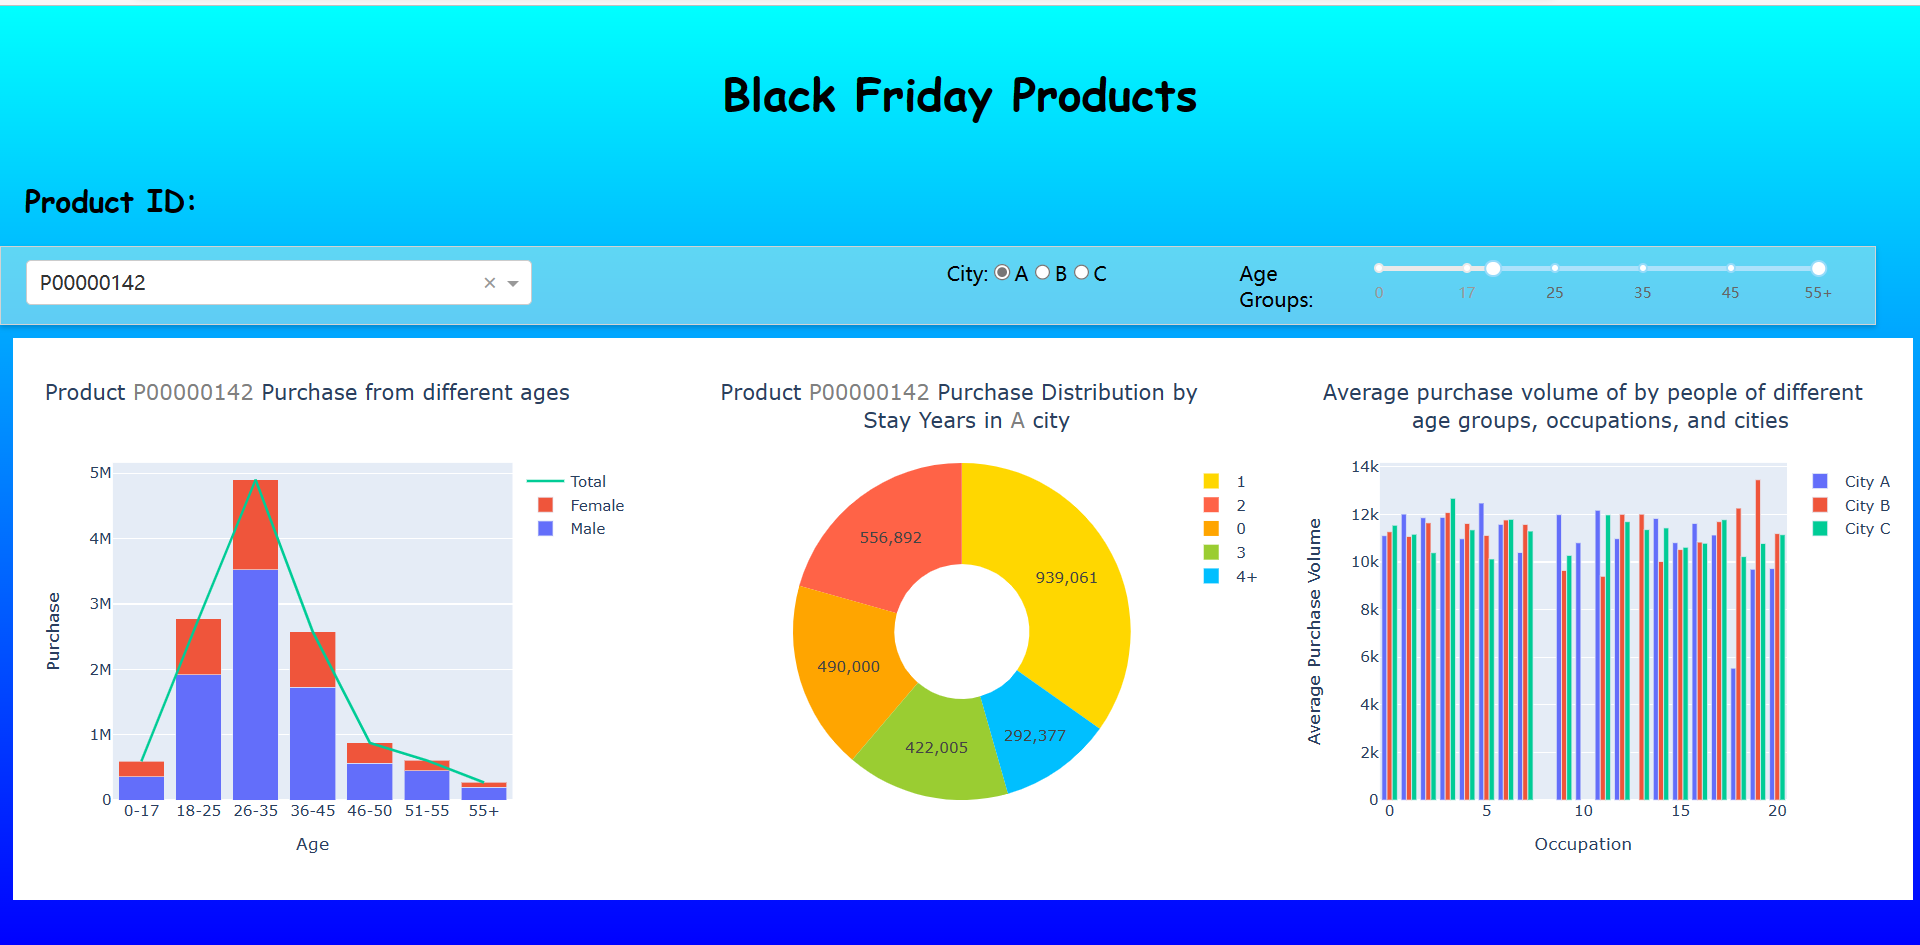 Black Friday Products
Product ID:
P00000142
City: A B C
Age
Groups:
0 17 25 35 45 55+
Product P00000142 Purchase from different ages
5M
4M
3M
2M
1M
0
Purchase
0-17 18-25 26-35 36-45 46-50 51-55 55+
Age
Total
Female
Male
Product P00000142 Purchase Distribution by
Stay Years in A city
556,892
939,061
490,000
422,005
292,377
1
2
0
3
4+
Average purchase volume of by people of different
age groups, occupations, and cities
14k
12k
10k
8k
6k
4k
2k
0
Average Purchase Volume
0 5 10 15 20
Occupation
City A
City B
City C